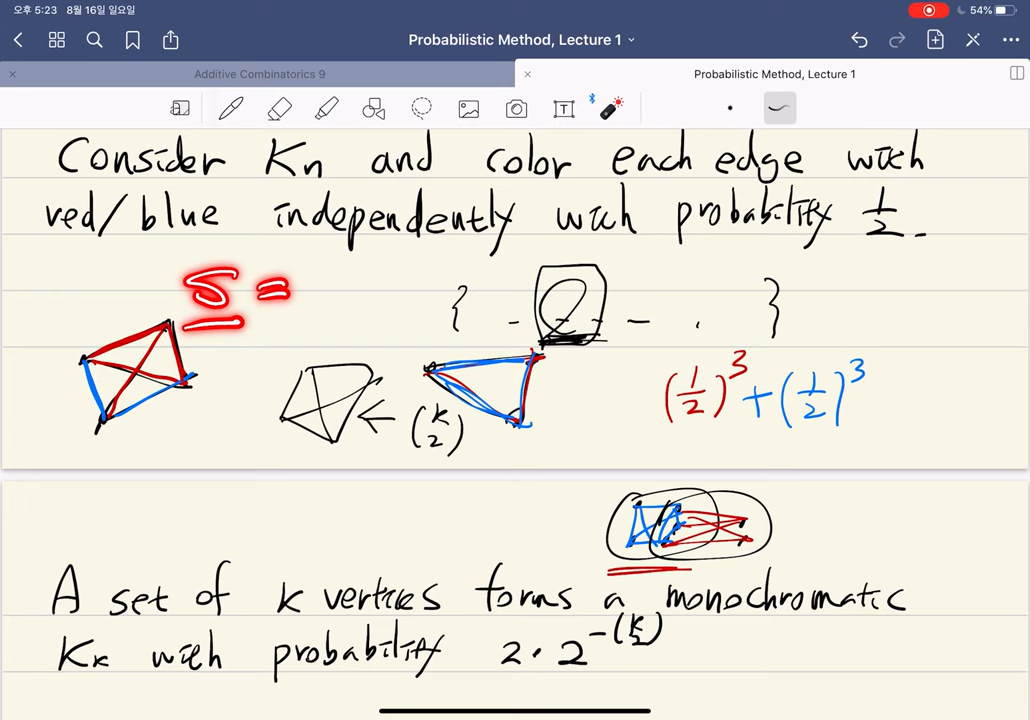 오후 5:23 8월 16일 일요일
54%
Probabilistic Method, Lecture 1
Additive Combinatorics 9
Probabilistic Method, Lecture 1
Consider Kn and color each edge with
red/blue independently with probability 1/2.
{ . - - - . }
(k 2)
(1/2)^3 + (1/2)^3
A set of k vertices forms a monochromatic
Kk with probability 2 · 2^-(k 2)